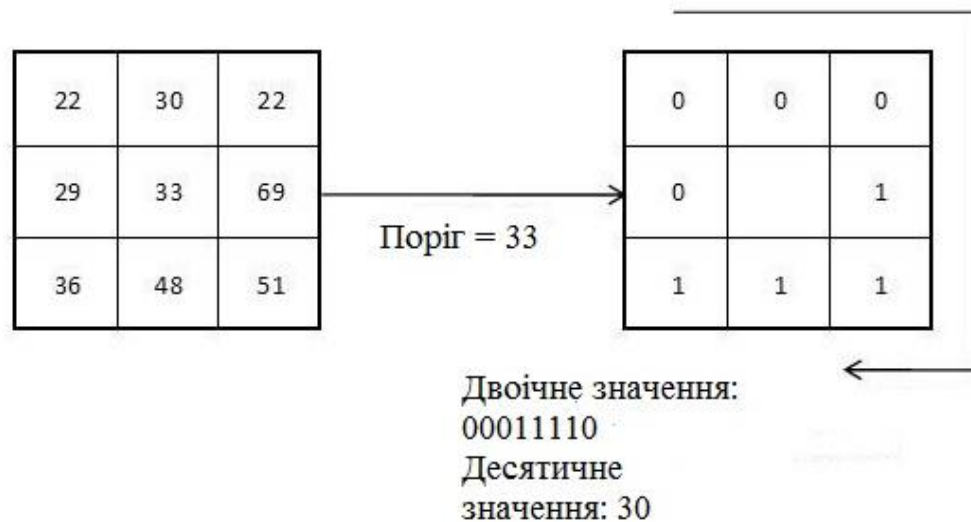 22 30 22
29 33 69
36 48 51
Поріг = 33
0 0 0
0 1
1 1 1
Двоічне значення:
00011110
Десятичне
значення: 30